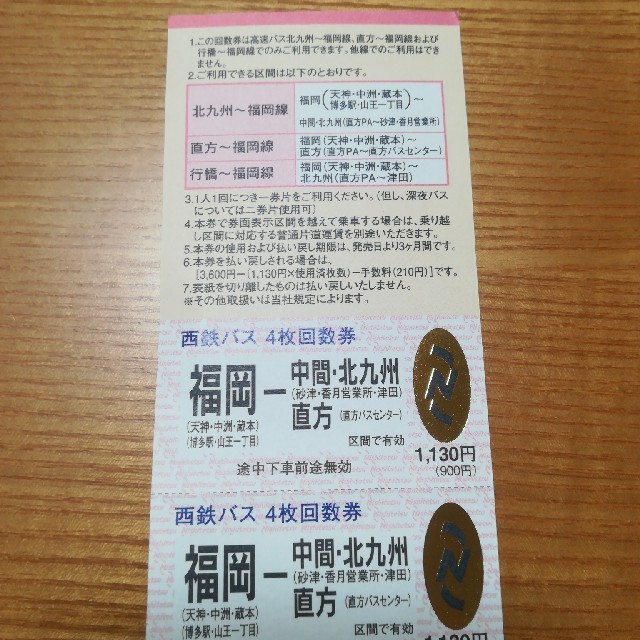 1.この回数券は高速バス北九州〜福岡線、直方〜福岡線および
行橋〜福岡線でのみご利用できます。他線でのご利用はでき
ません。
2.ご利用できる区間は以下のとおりです。
北九州〜福岡線
福岡(天神・中洲・蔵本
博多駅・山王一丁目)〜
中間・北九州(直方PA〜砂津・香月営業所)
直方〜福岡線
福岡(天神・中洲・蔵本)〜
直方(直方PA〜直方バスセンター)
行橋〜福岡線
福岡(天神・中洲・蔵本)〜
北九州(直方PA〜津田)
3.1人1回につき一券片をご利用ください。(但し、深夜バス
については二券片使用可)
4.本券で券面表示区間を越えて乗車する場合は、乗り越
し区間に対応する普通片道運賃を別途いただきます。
5.本券の使用および払い戻し期限は、発売日より3ヶ月間です。
6.本券を払い戻しされる場合は、
[3,600円−(1,130円×使用済枚数)−手数料(210円)]です。
7.表紙を切り離したものは払い戻しいたしません。
※その他取扱いは当社規定によります。
西鉄バス 4枚回数券
福岡 ー 中間・北九州
(砂津・香月営業所・津田)
(天神・中洲・蔵本)
(博多駅・山王一丁目)
直方 (直方バスセンター)
区間で有効
途中下車前途無効
1,130円
(900円)
西鉄バス 4枚回数券
福岡 ー 中間・北九州
(砂津・香月営業所・津田)
(天神・中洲・蔵本)
(博多駅・山王一丁目)
直方 (直方バスセンター)
区間で有効
1,130円